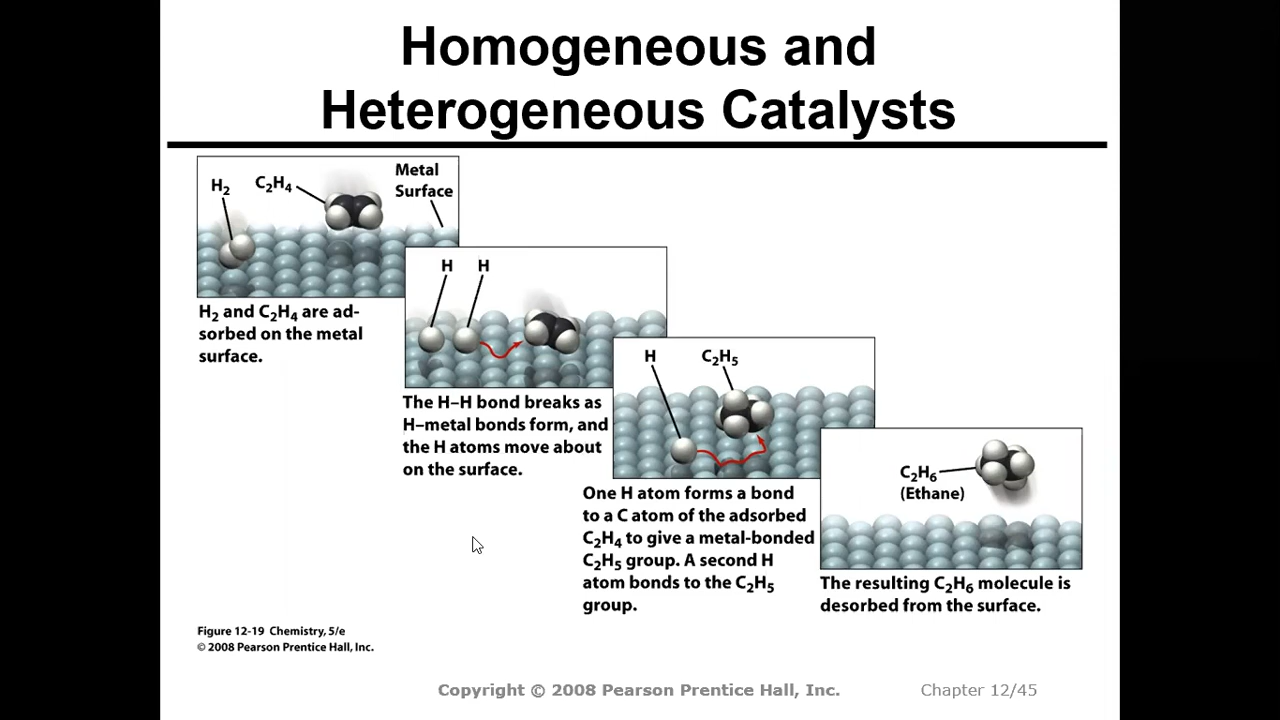 Homogeneous and
Heterogeneous Catalysts
H₂
C₂H₄
Metal
Surface
H₂ and C₂H₄ are ad-
sorbed on the metal
surface.
H
H
The H–H bond breaks as
H–metal bonds form, and
the H atoms move about
on the surface.
H
C₂H₅
One H atom forms a bond
to a C atom of the adsorbed
C₂H₄ to give a metal-bonded
C₂H₅ group. A second H
atom bonds to the C₂H₅
group.
C₂H₆
(Ethane)
The resulting C₂H₆ molecule is
desorbed from the surface.
Figure 12-19 Chemistry, 5/e
© 2008 Pearson Prentice Hall, Inc.
Copyright © 2008 Pearson Prentice Hall, Inc.
Chapter 12/45